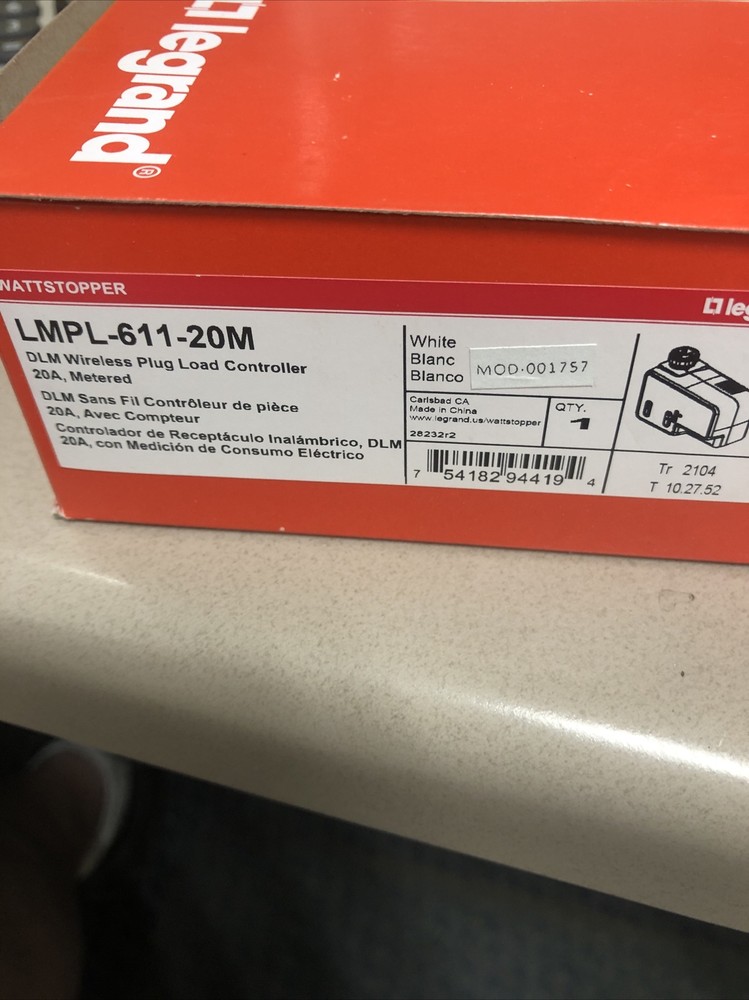 legrand®
WATTSTOPPER
leg
LMPL-611-20M
DLM Wireless Plug Load Controller
20A, Metered
DLM Sans Fil Contrôleur de pièce
20A, Avec Compteur
Controlador de Receptáculo Inalámbrico, DLM
20A, con Medición de Consumo Eléctrico
White
Blanc
Blanco
MOD-001757
Carlsbad CA
Made in China
www.legrand.us/wattstopper
28232r2
QTY.
1
7 54182 94419 4
Tr 2104
T 10.27.52